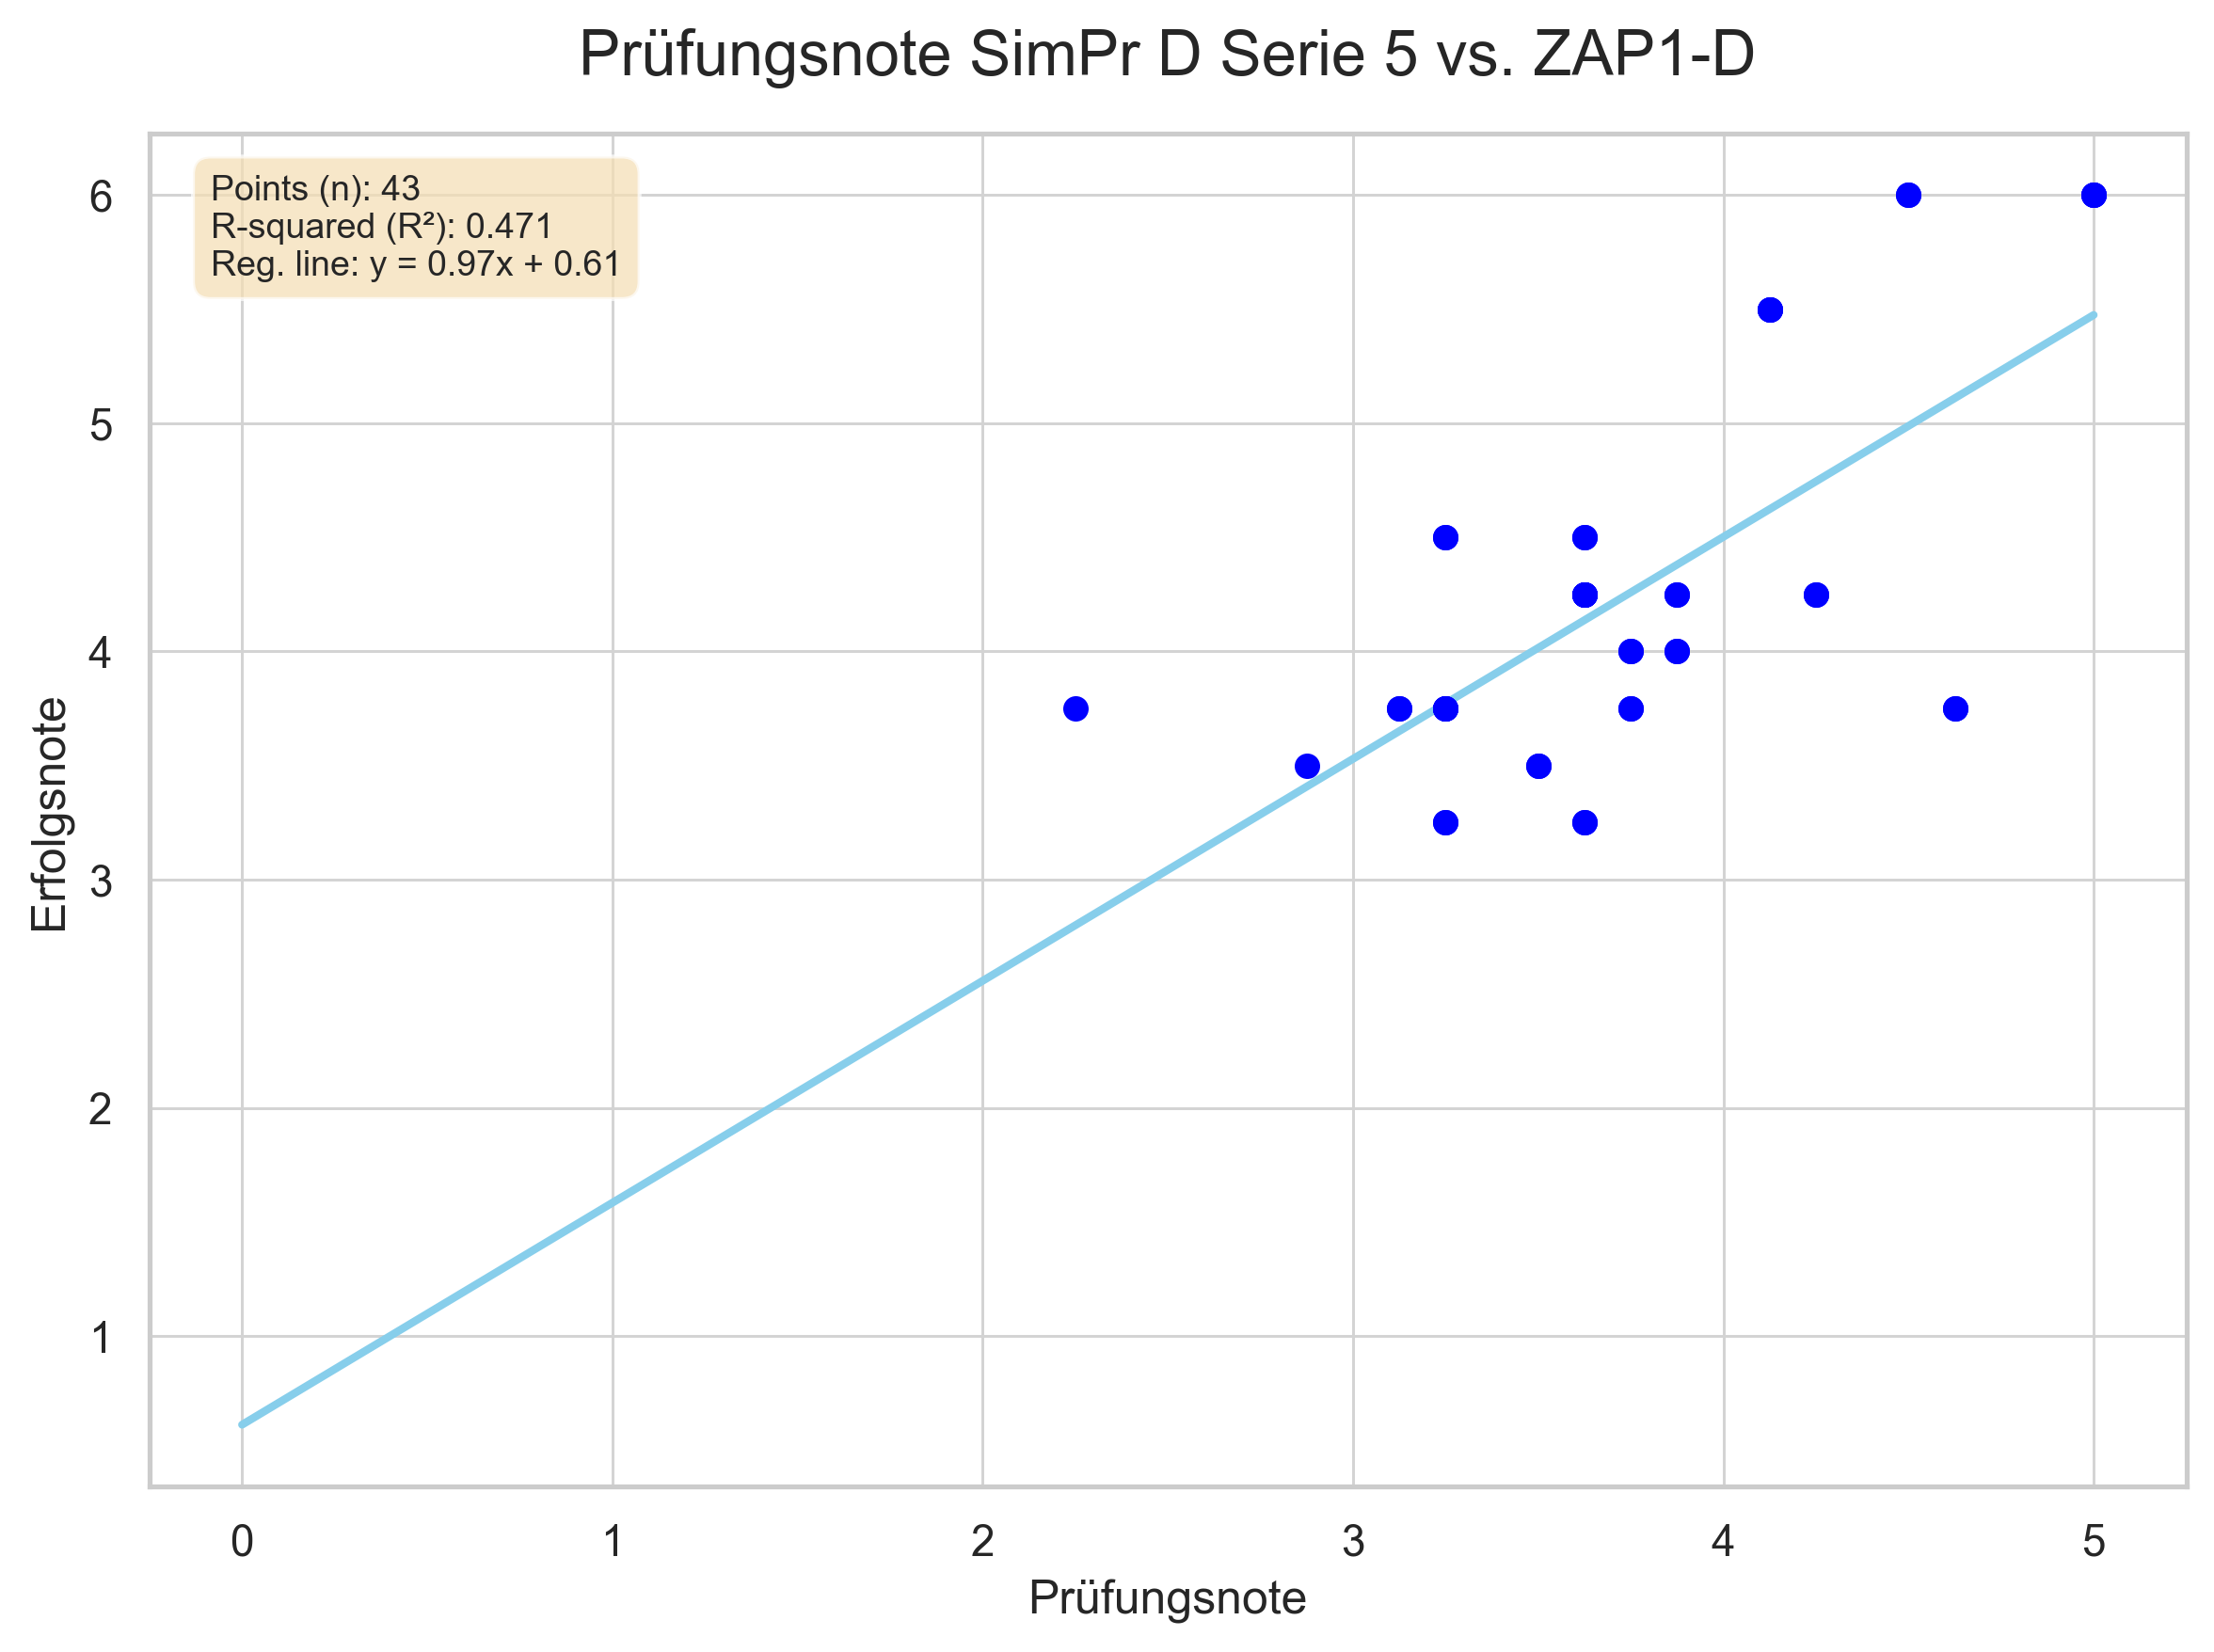 Prüfungsnote SimPr D Serie 5 vs. ZAP1-D
Points (n): 43
R-squared (R²): 0.471
Reg. line: y = 0.97x + 0.61
6
5
4
3
2
1
Erfolgsnote
0 1 2 3 4 5
Prüfungsnote